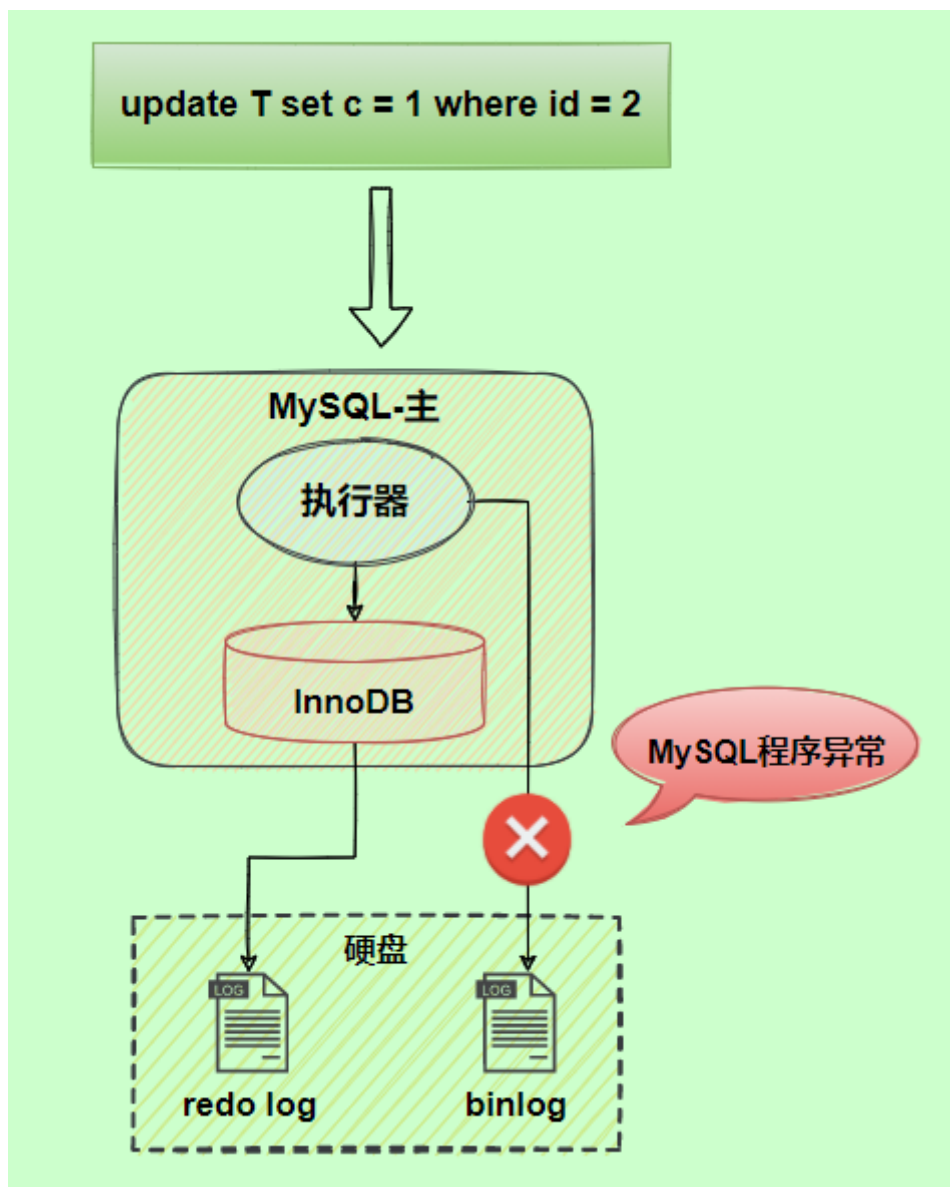 update T set c = 1 where id = 2
MySQL-主
执行器
InnoDB
MySQL程序异常
硬盘
LOG
LOG
redo log
binlog